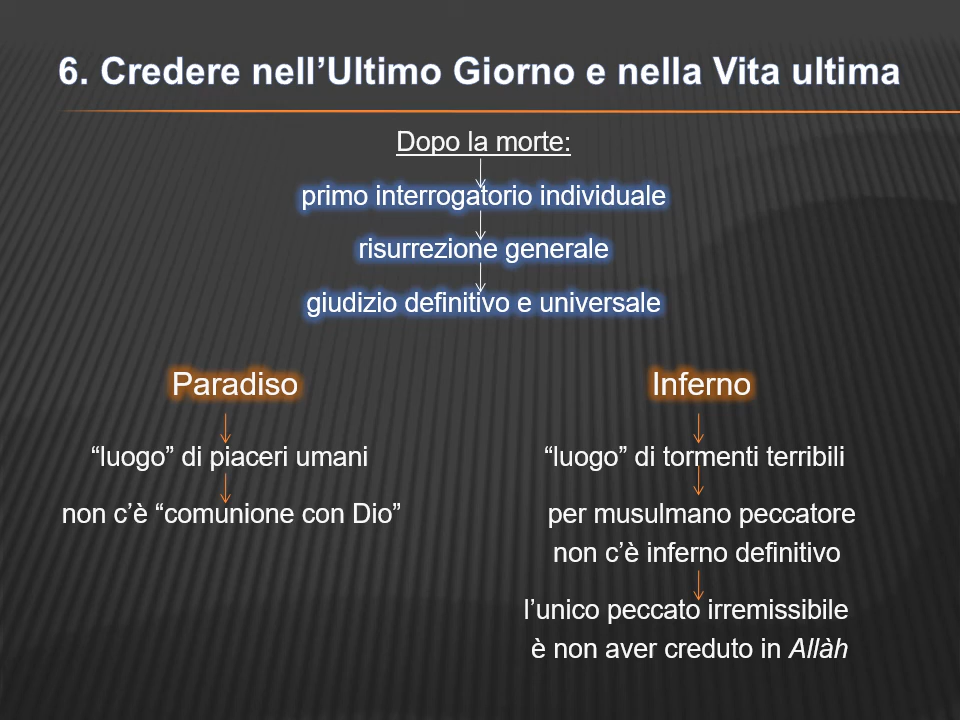 6. Credere nell’Ultimo Giorno e nella Vita ultima
Dopo la morte:
primo interrogatorio individuale
risurrezione generale
giudizio definitivo e universale
Paradiso
“luogo” di piaceri umani
non c’è “comunione con Dio”
Inferno
“luogo” di tormenti terribili
per musulmano peccatore
non c’è inferno definitivo
l’unico peccato irremissibile
è non aver creduto in Allàh